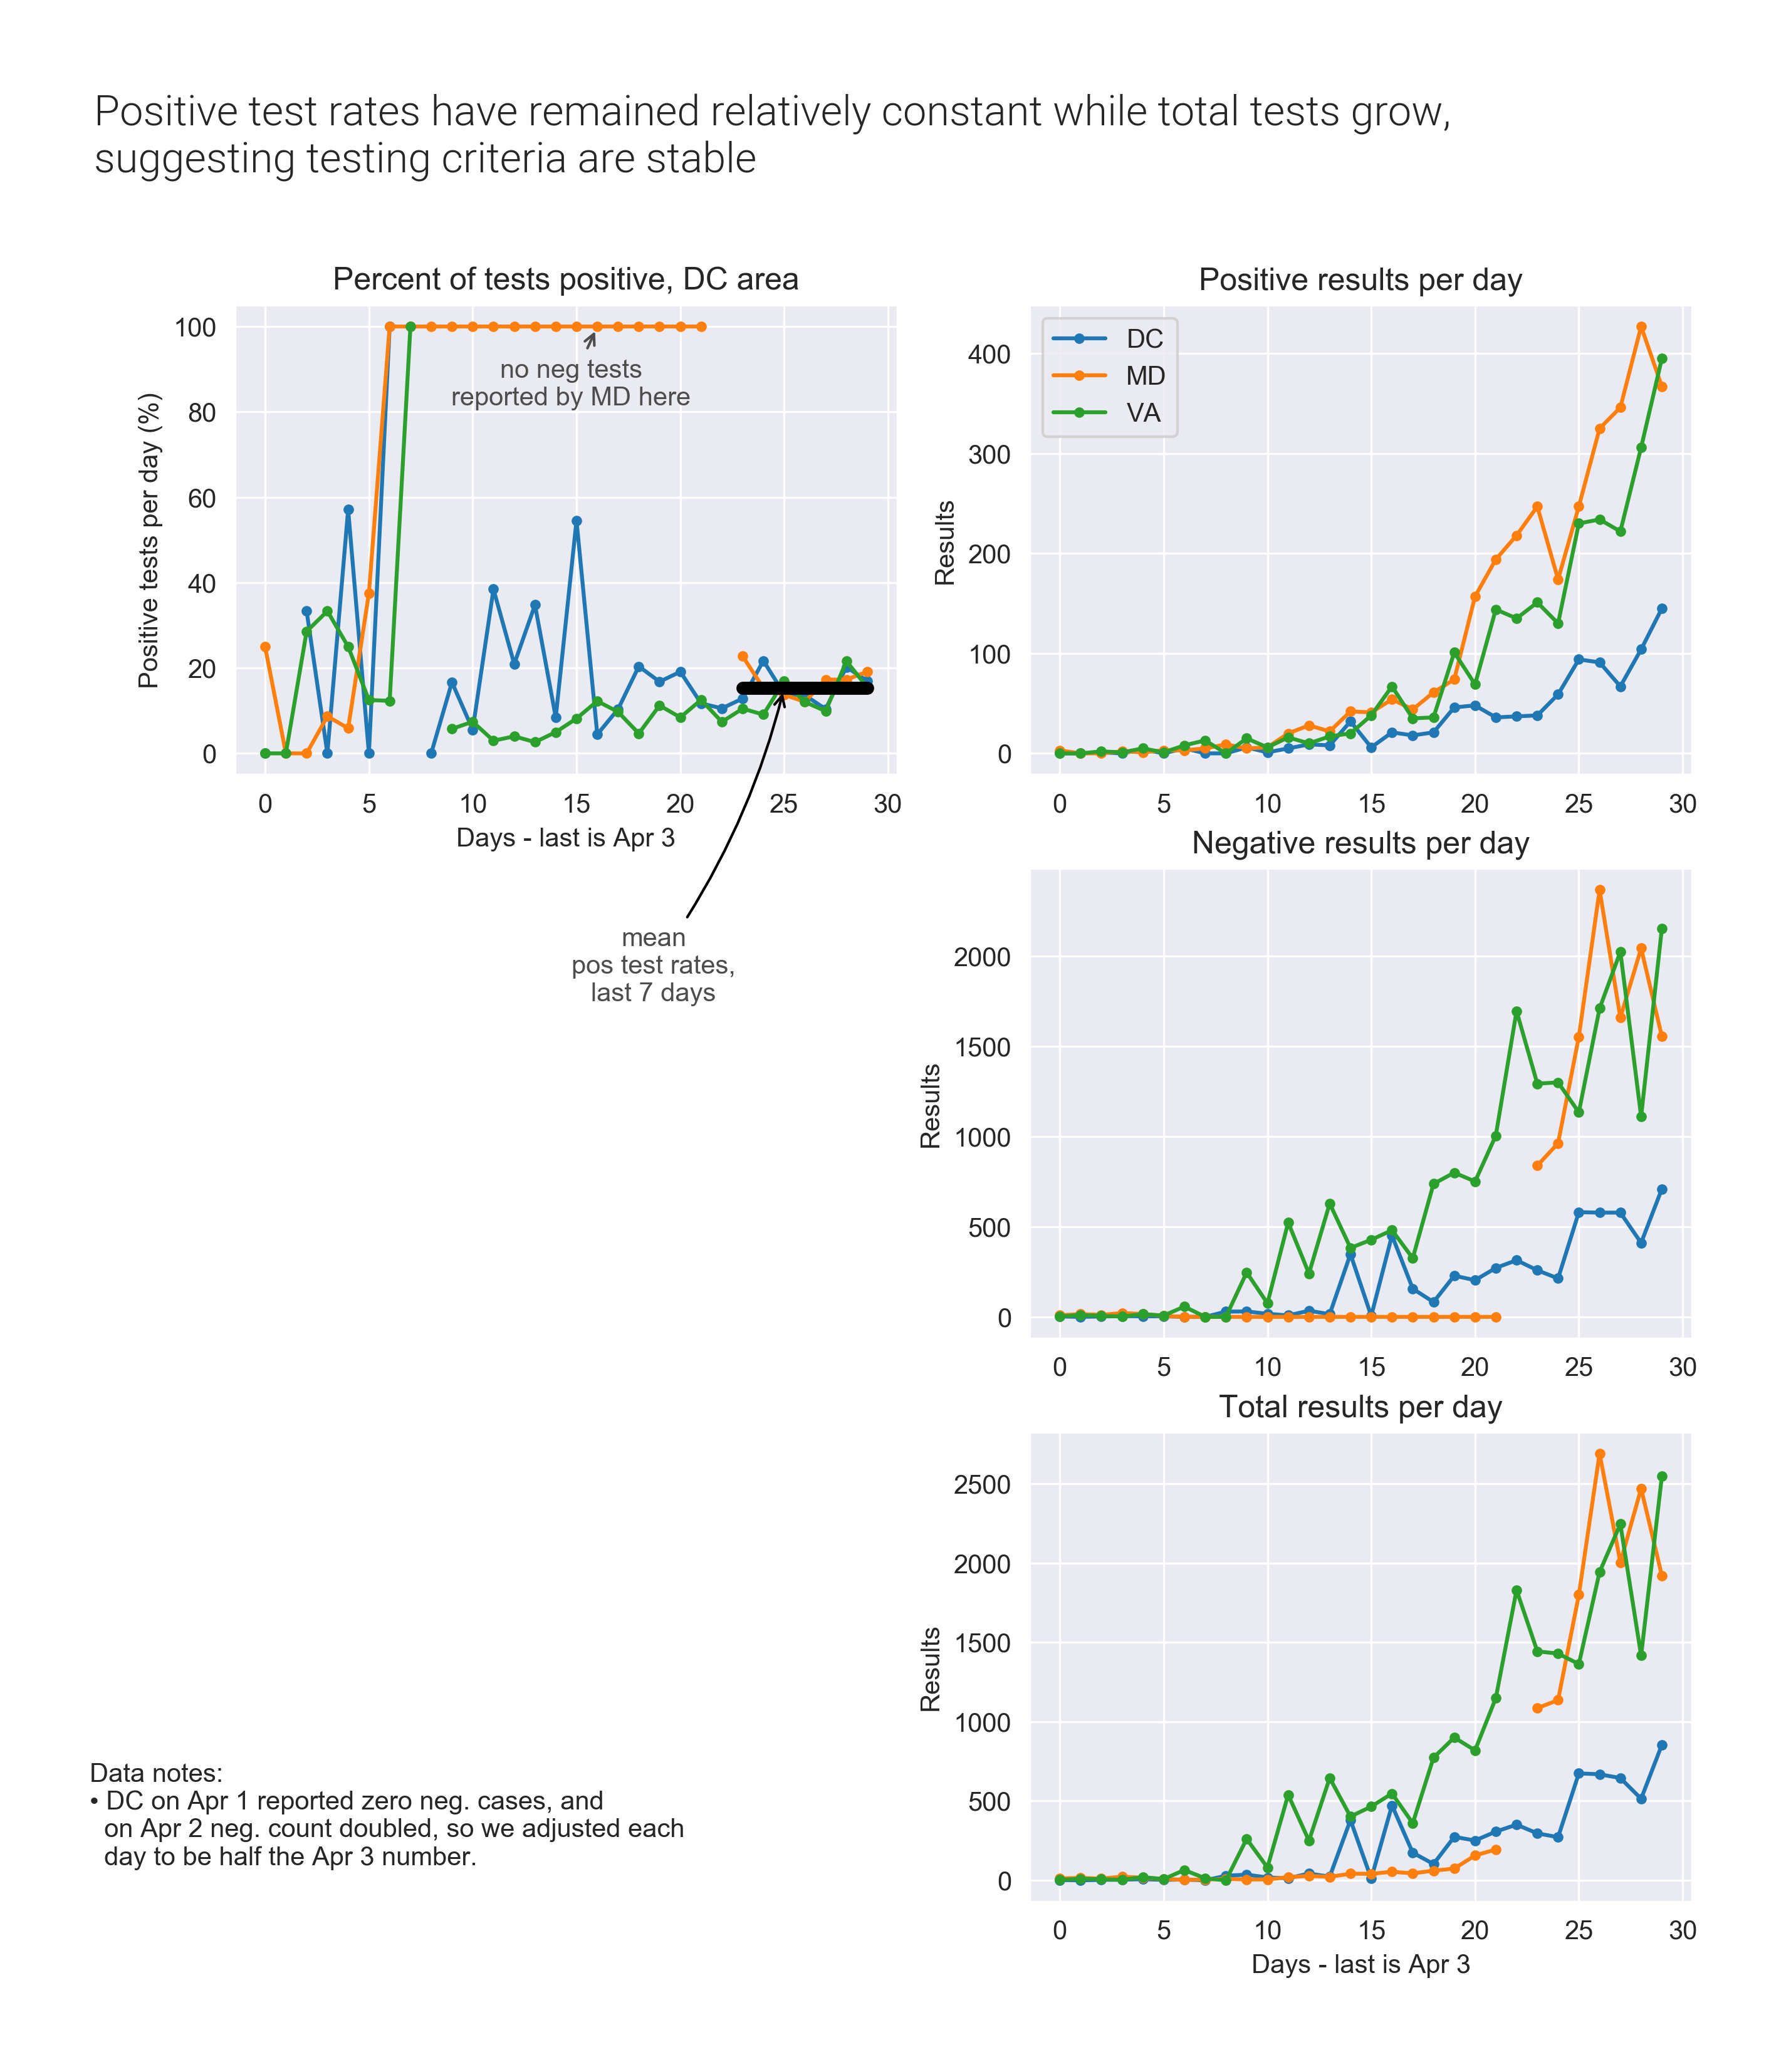 Positive test rates have remained relatively constant while total tests grow,
suggesting testing criteria are stable
Percent of tests positive, DC area
Positive tests per day (%)
100
80
60
40
20
0
no neg tests
reported by MD here
0 5 10 15 20 25 30
Days - last is Apr 3
mean
pos test rates,
last 7 days
Positive results per day
DC
MD
VA
Results
400
300
200
100
0
0 5 10 15 20 25 30
Negative results per day
Results
2000
1500
1000
500
0
0 5 10 15 20 25 30
Total results per day
Results
2500
2000
1500
1000
500
0
0 5 10 15 20 25 30
Days - last is Apr 3
Data notes:
• DC on Apr 1 reported zero neg. cases, and
on Apr 2 neg. count doubled, so we adjusted each
day to be half the Apr 3 number.